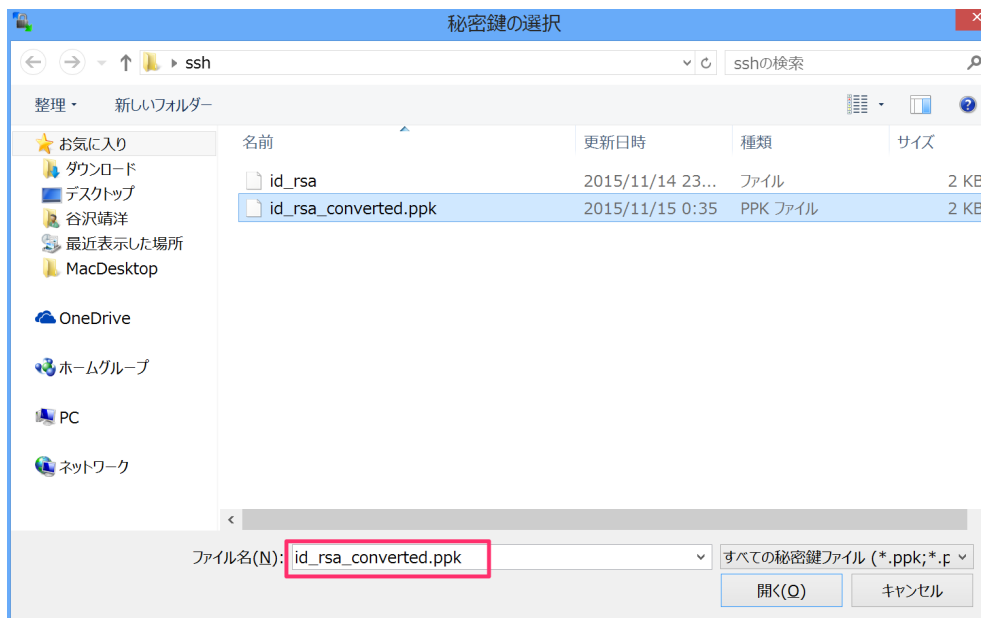 秘密鍵の選択
ssh
sshの検索
整理
新しいフォルダー
お気に入り
ダウンロード
デスクトップ
谷沢靖洋
最近表示した場所
MacDesktop
OneDrive
ホームグループ
PC
ネットワーク
名前 更新日時 種類 サイズ
id_rsa 2015/11/14 23... ファイル 2 KB
id_rsa_converted.ppk 2015/11/15 0:35 PPK ファイル 2 KB
ファイル名(N): id_rsa_converted.ppk すべての秘密鍵ファイル (*.ppk;*.p
開く(O) キャンセル